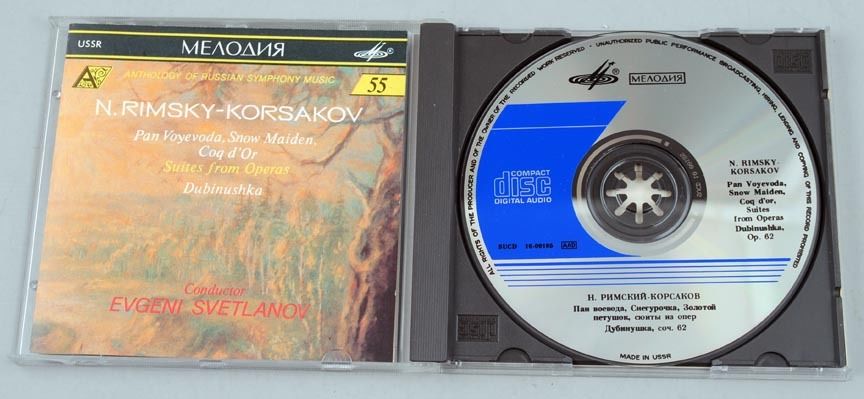 USSR
МЕЛОДИЯ
ANTHOLOGY OF RUSSIAN SYMPHONY MUSIC
55
N. RIMSKY-KORSAKOV
Pan Voyevoda, Snow Maiden,
Coq d'Or
Suites from Operas
Dubinushka
Conductor
EVGENI SVETLANOV
ALL RIGHTS OF THE PRODUCER AND OF THE OWNER OF THE RECORDED WORK RESERVED · UNAUTHORIZED PUBLIC PERFORMANCE BROADCASTING, HIRING, LENDING AND COPYING OF THIS RECORD PROHIBITED
МЕЛОДИЯ
COMPACT
disc
DIGITAL AUDIO
SUCD 10-00185 AAD
N. RIMSKY-
KORSAKOV
Pan Voyevoda,
Snow Maiden,
Coq d'or,
Suites
from Operas
Dubinushka,
Op. 62
Н. РИМСКИЙ-КОРСАКОВ
Пан воевода, Снегурочка, Золотой
петушок, сюиты из опер
Дубинушка, соч. 62
MADE IN USSR